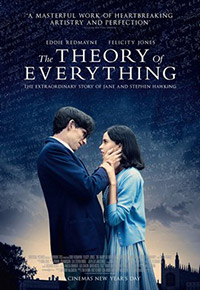 "A MASTERFUL WORK OF HEARTBREAKING
ARTISTRY AND PERFECTION"
EDDIE REDMAYNE FELICITY JONES
THE THEORY OF
EVERYTHING
THE EXTRAORDINARY STORY OF JANE AND STEPHEN HAWKING
CINEMAS NEW YEAR'S DAY